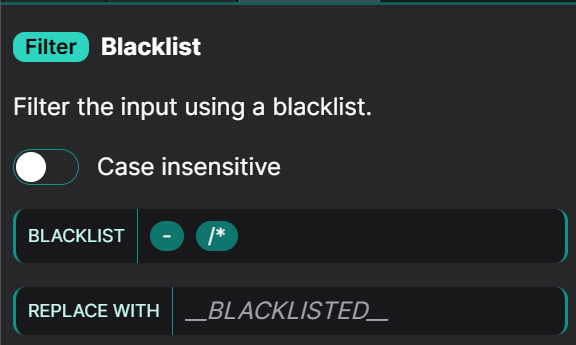 Filter Blacklist
Filter the input using a blacklist.
Case insensitive
BLACKLIST - /*
REPLACE WITH __BLACKLISTED__